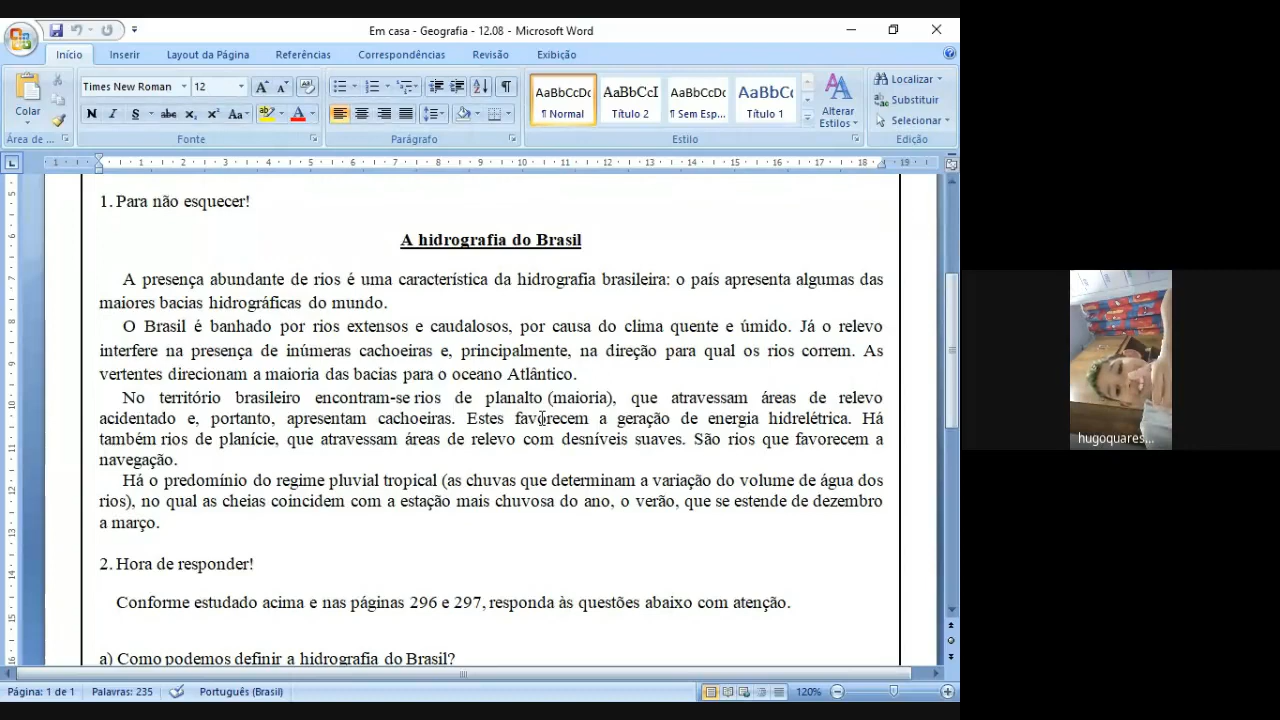 Em casa - Geografia - 12.08 - Microsoft Word
Início Inserir Layout da Página Referências Correspondências Revisão Exibição
Times New Roman 12
Colar
N I S abc x₂ x² Aa
AaBbCcDc AaBbCcI AaBbCcDc AaBbCc
¶ Normal Título 2 ¶ Sem Esp... Título 1
Alterar Estilos
Localizar
Substituir
Selecionar
Área de ... Fonte Parágrafo Estilo Edição
1. Para não esquecer!
A hidrografia do Brasil
A presença abundante de rios é uma característica da hidrografia brasileira: o país apresenta algumas das
maiores bacias hidrográficas do mundo.
O Brasil é banhado por rios extensos e caudalosos, por causa do clima quente e úmido. Já o relevo
interfere na presença de inúmeras cachoeiras e, principalmente, na direção para qual os rios correm. As
vertentes direcionam a maioria das bacias para o oceano Atlântico.
No território brasileiro encontram-se rios de planalto (maioria), que atravessam áreas de relevo
acidentado e, portanto, apresentam cachoeiras. Estes favorecem a geração de energia hidrelétrica. Há
também rios de planície, que atravessam áreas de relevo com desníveis suaves. São rios que favorecem a
navegação.
Há o predomínio do regime pluvial tropical (as chuvas que determinam a variação do volume de água dos
rios), no qual as cheias coincidem com a estação mais chuvosa do ano, o verão, que se estende de dezembro
a março.
2. Hora de responder!
Conforme estudado acima e nas páginas 296 e 297, responda às questões abaixo com atenção.
a) Como podemos definir a hidrografia do Brasil?
Página: 1 de 1 Palavras: 235 Português (Brasil) 120%
hugoquares...